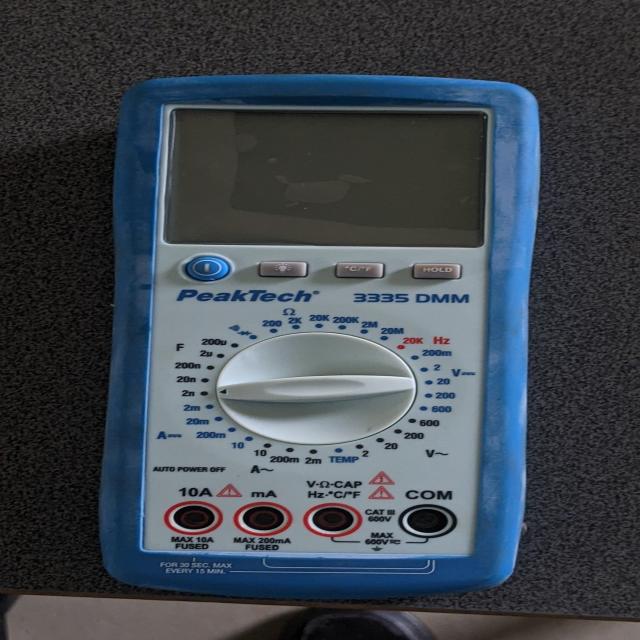 °C/°F HOLD
PeakTech® 3335 DMM
Ω
200 2K 20K 200K 2M 20M
20K Hz
F 200u
2u
200n
20n
2n
2m
20m
A 200m
10
200m
2 V
20
200
600
600
200 V~
2
TEMP
2m
200m
10
A~
AUTO POWER OFF
10A mA V-Ω-CAP
Hz-°C/°F COM
CAT III
600V
MAX 10A
FUSED
MAX 200mA
FUSED
MAX
600V
FOR 30 SEC. MAX
EVERY 15 MIN.